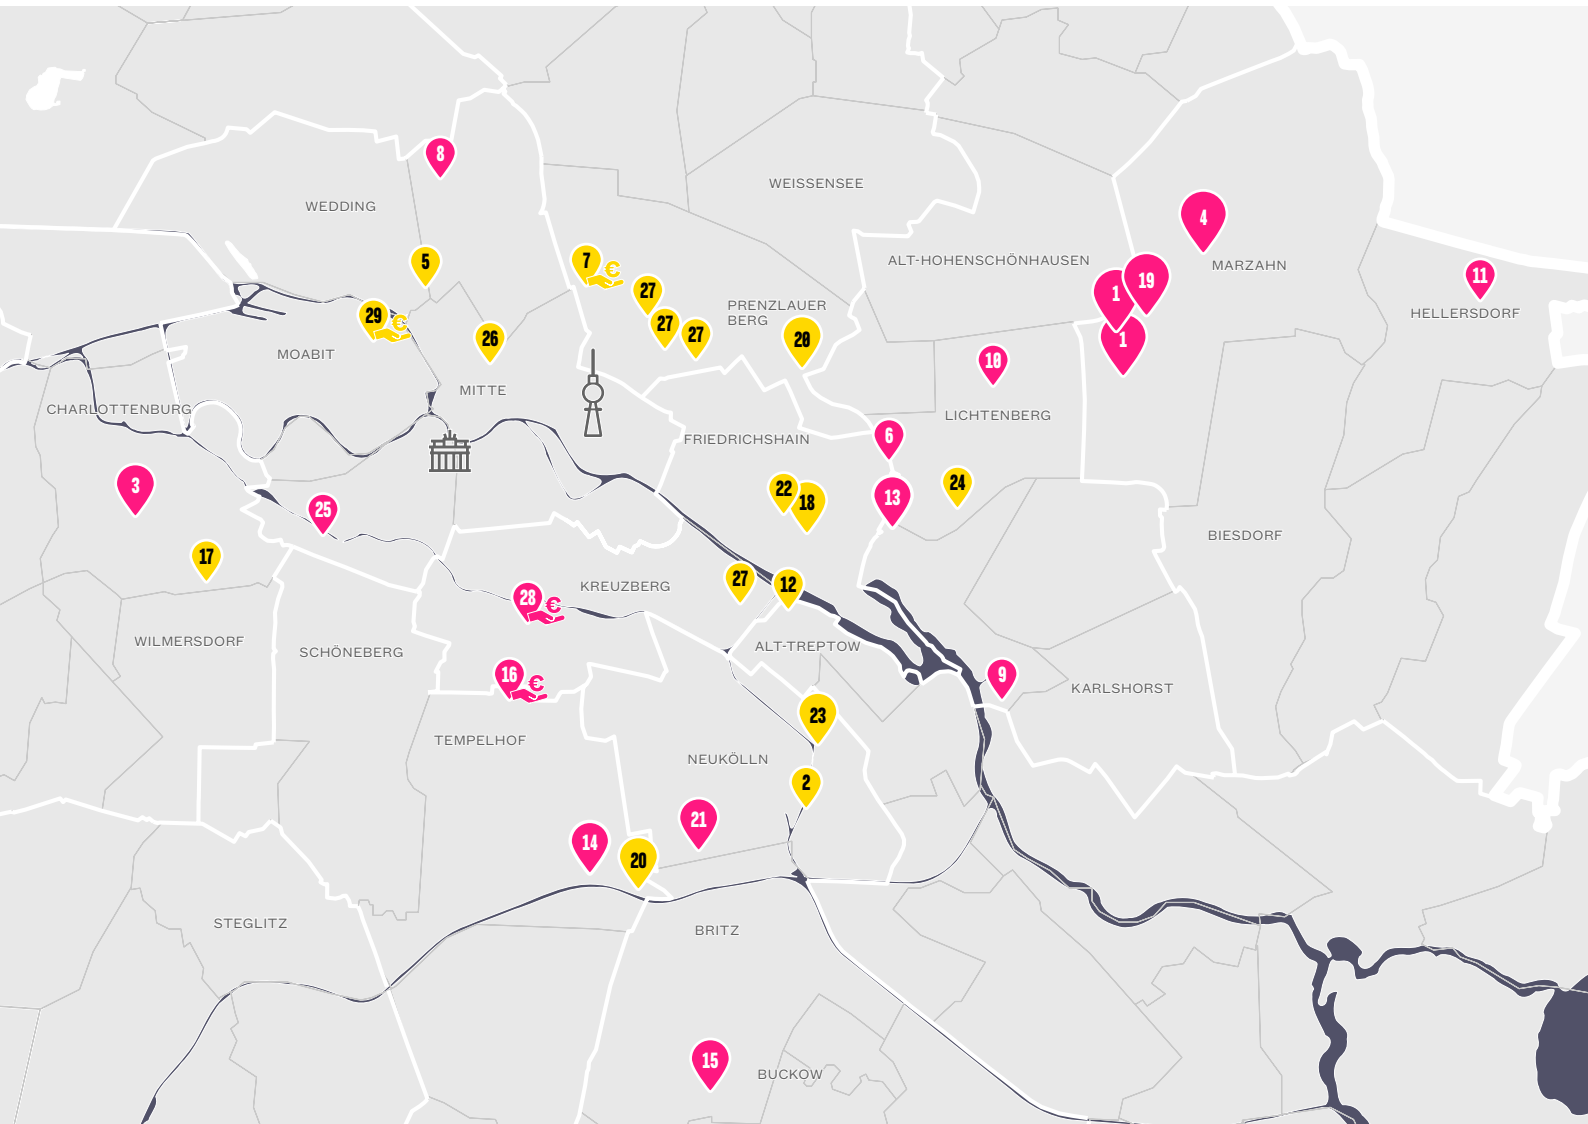 8
WEISSENSEE
WEDDING
4
5
7
€
ALT-HOHENSCHÖNHAUSEN
MARZAHN
11
27
1
19
29
€
27
27
PRENZLAUER
BERG
HELLERSDORF
26
20
1
MOABIT
10
MITTE
CHARLOTTENBURG
LICHTENBERG
FRIEDRICHSHAIN
6
3
22
18
13
24
25
BIESDORF
17
27
12
KREUZBERG
28
€
WILMERSDORF
SCHÖNEBERG
ALT-TREPTOW
16
€
9
KARLSHORST
23
TEMPELHOF
NEUKÖLLN
2
21
14
20
STEGLITZ
BRITZ
15
BUCKOW